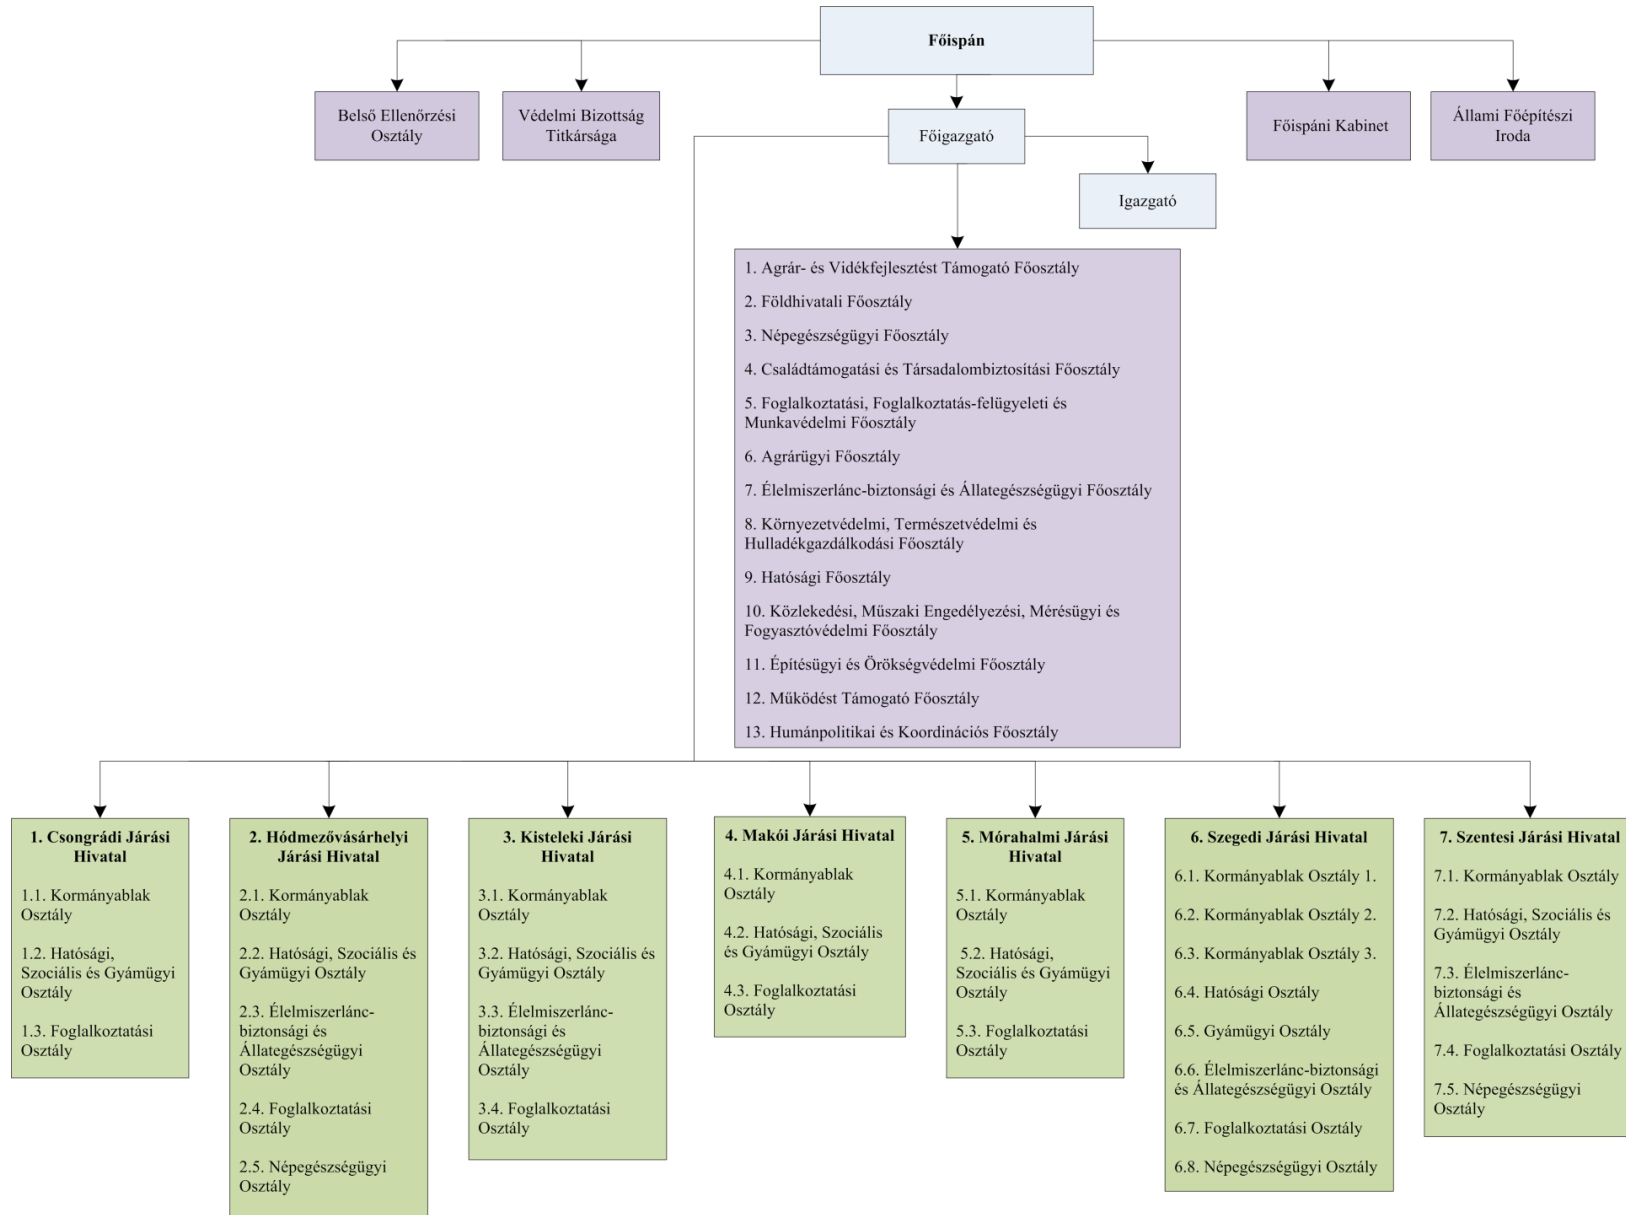 Főispán
Belső Ellenőrzési
Osztály
Védelmi Bizottság
Titkársága
Főigazgató
Főispáni Kabinet
Állami Főépítészi
Iroda
Igazgató
1. Agrár- és Vidékfejlesztést Támogató Főosztály
2. Földhivatali Főosztály
3. Népegészségügyi Főosztály
4. Családtámogatási és Társadalombiztosítási Főosztály
5. Foglalkoztatási, Foglalkoztatás-felügyeleti és
Munkavédelmi Főosztály
6. Agrárügyi Főosztály
7. Élelmiszerlánc-biztonsági és Állategészségügyi Főosztály
8. Környezetvédelmi, Természetvédelmi és
Hulladékgazdálkodási Főosztály
9. Hatósági Főosztály
10. Közlekedési, Műszaki Engedélyezési, Mérésügyi és
Fogyasztóvédelmi Főosztály
11. Építésügyi és Örökségvédelmi Főosztály
12. Működést Támogató Főosztály
13. Humánpolitikai és Koordinációs Főosztály
1. Csongrádi Járási
Hivatal
1.1. Kormányablak
Osztály
1.2. Hatósági,
Szociális és Gyámügyi
Osztály
1.3. Foglalkoztatási
Osztály
2. Hódmezővásárhelyi
Járási Hivatal
2.1. Kormányablak
Osztály
2.2. Hatósági, Szociális és
Gyámügyi Osztály
2.3. Élelmiszerlánc-
biztonsági és
Állategészségügyi
Osztály
2.4. Foglalkoztatási
Osztály
2.5. Népegészségügyi
Osztály
3. Kisteleki Járási
Hivatal
3.1. Kormányablak
Osztály
3.2. Hatósági, Szociális és
Gyámügyi Osztály
3.3. Élelmiszerlánc-
biztonsági és
Állategészségügyi
Osztály
3.4. Foglalkoztatási
Osztály
4. Makói Járási Hivatal
4.1. Kormányablak
Osztály
4.2. Hatósági, Szociális
és Gyámügyi Osztály
4.3. Foglalkoztatási
Osztály
5. Mórahalmi Járási
Hivatal
5.1. Kormányablak
Osztály
5.2. Hatósági,
Szociális és Gyámügyi
Osztály
5.3. Foglalkoztatási
Osztály
6. Szegedi Járási Hivatal
6.1. Kormányablak Osztály 1.
6.2. Kormányablak Osztály 2.
6.3. Kormányablak Osztály 3.
6.4. Hatósági Osztály
6.5. Gyámügyi Osztály
6.6. Élelmiszerlánc-biztonsági
és Állategészségügyi Osztály
6.7. Foglalkoztatási Osztály
6.8. Népegészségügyi Osztály
7. Szentesi Járási Hivatal
7.1. Kormányablak Osztály
7.2. Hatósági, Szociális és
Gyámügyi Osztály
7.3. Élelmiszerlánc-
biztonsági és
Állategészségügyi Osztály
7.4. Foglalkoztatási Osztály
7.5. Népegészségügyi
Osztály